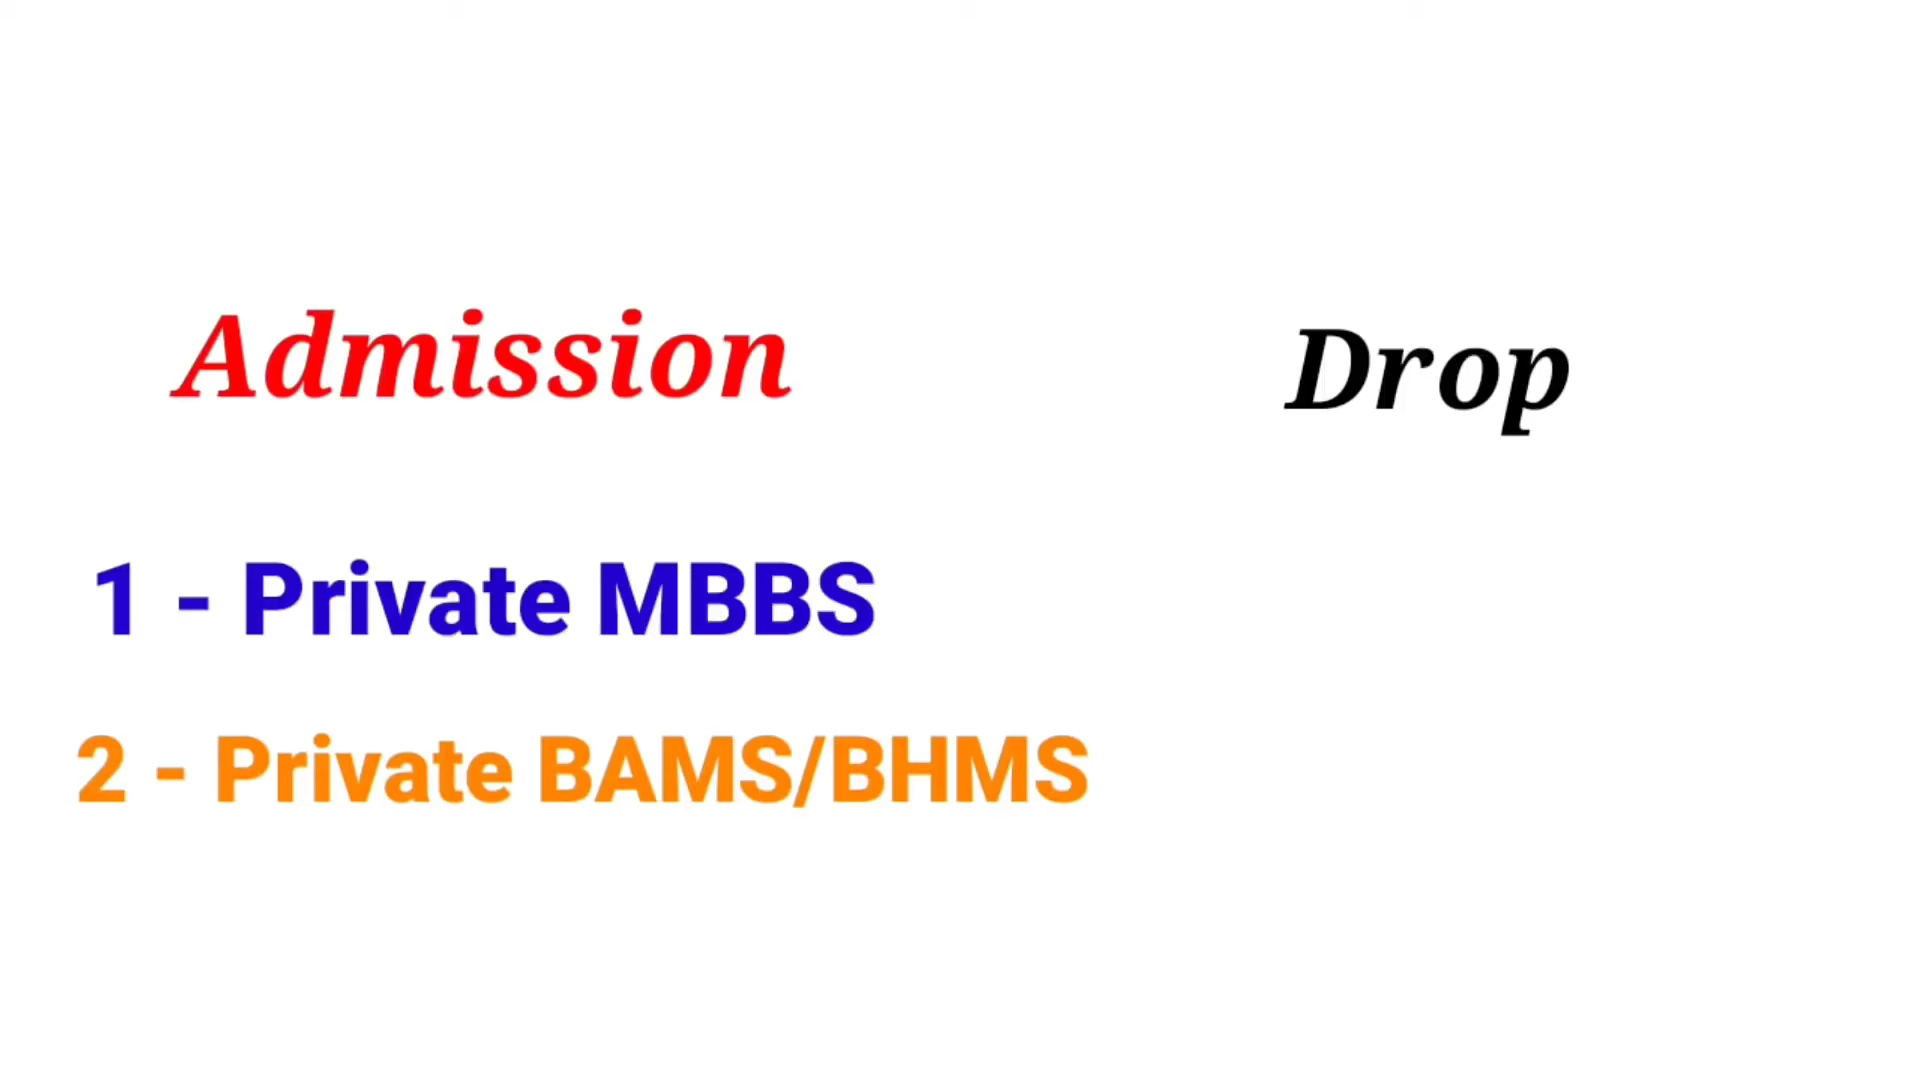 Admission
Drop
1 - Private MBBS
2 - Private BAMS/BHMS